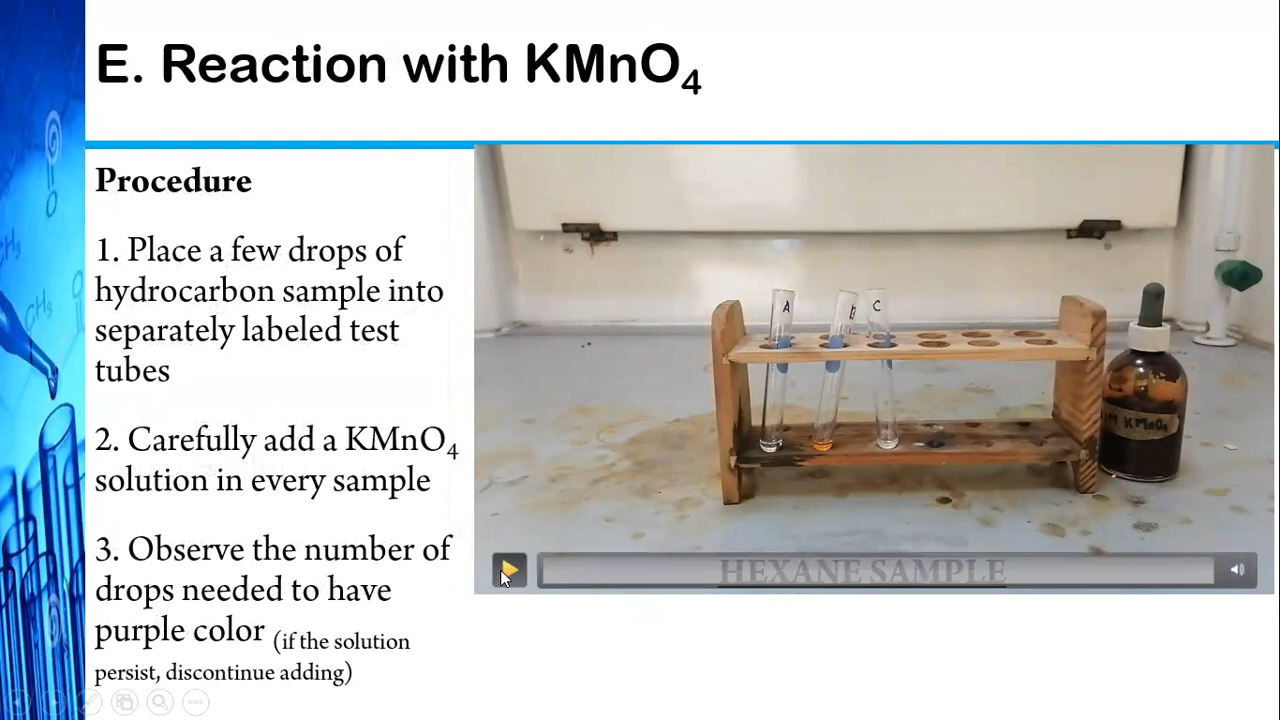 E. Reaction with KMnO₄
Procedure
1. Place a few drops of
hydrocarbon sample into
separately labeled test
tubes
2. Carefully add a KMnO₄
solution in every sample
3. Observe the number of
drops needed to have
purple color (if the solution
persist, discontinue adding)
A
C
KMnO₄
HEXANE SAMPLE
CH₃